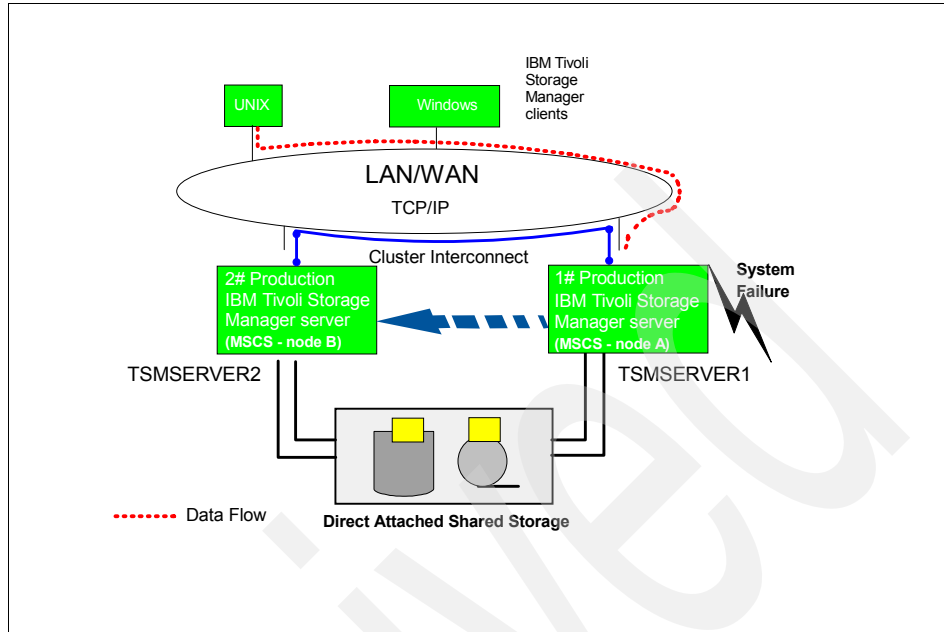 IBM Tivoli
Storage
Manager
clients
UNIX
Windows
LAN/WAN
TCP/IP
Cluster Interconnect
2# Production
IBM Tivoli Storage
Manager server
(MSCS - node B)
1# Production
IBM Tivoli Storage
Manager server
(MSCS - node A)
System
Failure
TSMSERVER2
TSMSERVER1
Data Flow
Direct Attached Shared Storage